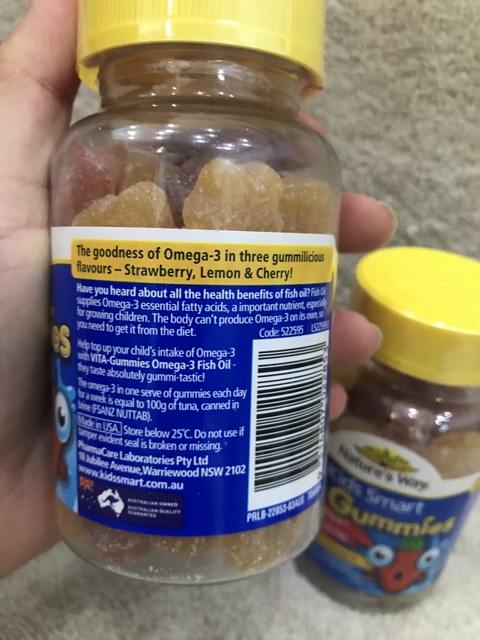 The goodness of Omega-3 in three gummilicious
flavours – Strawberry, Lemon & Cherry!
Have you heard about all the health benefits of fish oil? Fish Oil
supplies Omega-3 essential fatty acids, a important nutrient, especially
for growing children. The body can't produce Omega-3 on its own, so
you need to get it from the diet.
Code: 522595
Help top up your child's intake of Omega-3
with VITA-Gummies Omega-3 Fish Oil -
they taste absolutely gummi-tastic!
The omega-3 in one serve of gummies each day
for a week is equal to 100g of tuna, canned in
brine (FSANZ NUTTAB).
Made in USA. Store below 25°C. Do not use if
tamper evident seal is broken or missing.
PharmaCare Laboratories Pty Ltd
18 Jubilee Avenue, Warriewood NSW 2102
www.kidssmart.com.au
AUSTRALIAN OWNED
AUSTRALIAN QUALITY
GUARANTEE
PRLB-22853-03AUS
Nature's Way
Kids Smart
Gummies